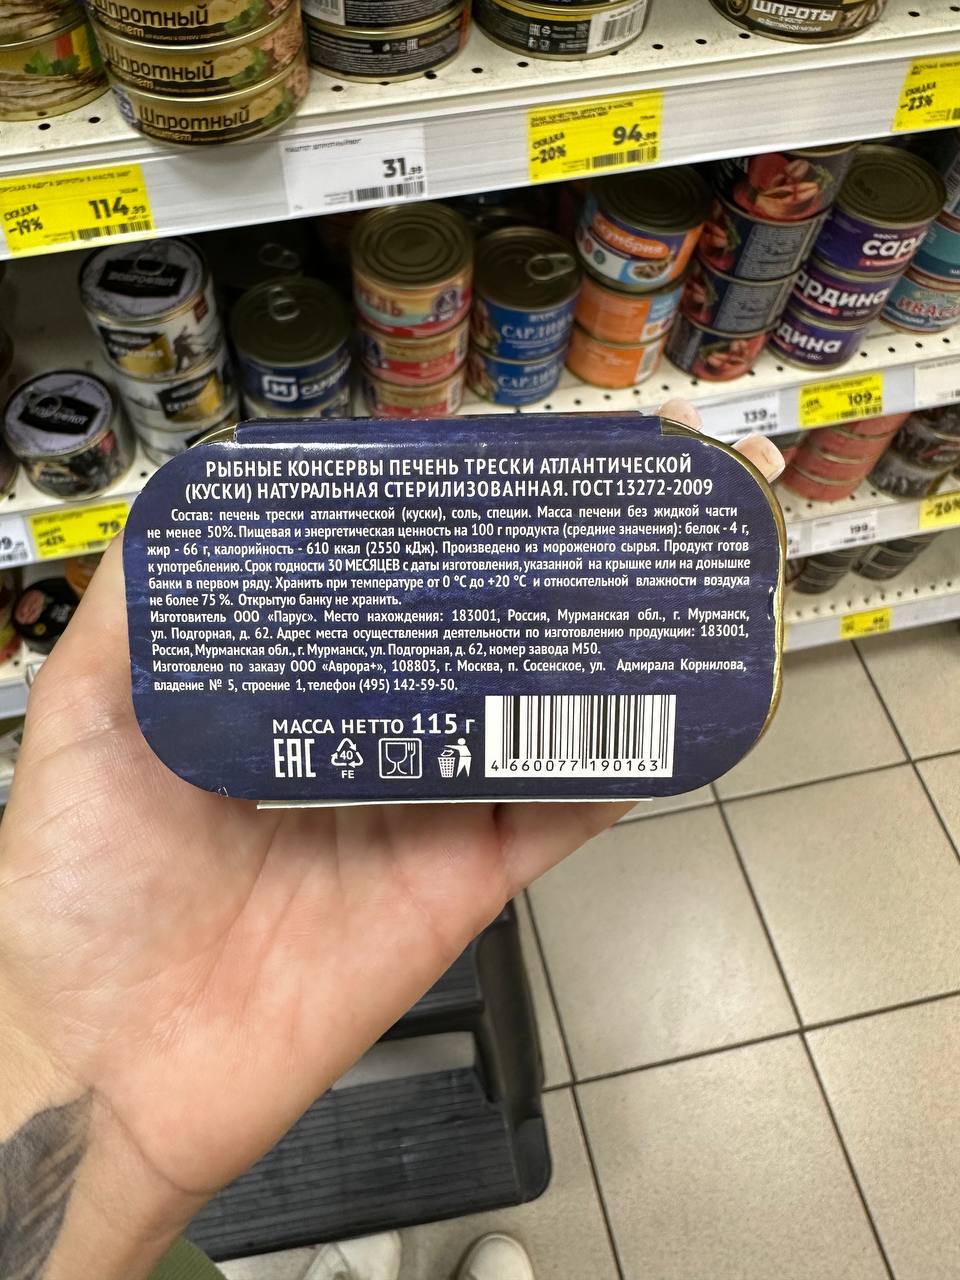 Шпротный
Шпротный
Шпротный
ШПРОТЫ
СКИДКА
-19%
114.99
31.99
СКИДКА
-20%
94.99
СКИДКА
-23%
САРДИНА
САРДИНА
139
109
79
199
РЫБНЫЕ КОНСЕРВЫ ПЕЧЕНЬ ТРЕСКИ АТЛАНТИЧЕСКОЙ
(КУСКИ) НАТУРАЛЬНАЯ СТЕРИЛИЗОВАННАЯ. ГОСТ 13272-2009
Состав: печень трески атлантической (куски), соль, специи. Масса печени без жидкой части
не менее 50%. Пищевая и энергетическая ценность на 100 г продукта (средние значения): белок - 4 г,
жир - 66 г, калорийность - 610 ккал (2550 кДж). Произведено из мороженого сырья. Продукт готов
к употреблению. Срок годности 30 МЕСЯЦЕВ с даты изготовления, указанной на крышке или на донышке
банки в первом ряду. Хранить при температуре от 0 °С до +20 °С и относительной влажности воздуха
не более 75 %. Открытую банку не хранить.
Изготовитель ООО «Парус». Место нахождения: 183001, Россия, Мурманская обл., г. Мурманск,
ул. Подгорная, д. 62. Адрес места осуществления деятельности по изготовлению продукции: 183001,
Россия, Мурманская обл., г. Мурманск, ул. Подгорная, д. 62, номер завода М50.
Изготовлено по заказу ООО «Аврора+», 108803, г. Москва, п. Сосенское, ул. Адмирала Корнилова,
владение № 5, строение 1, телефон (495) 142-59-50.
МАССА НЕТТО 115 г
ЕАС
40
FE
4 660077 190163